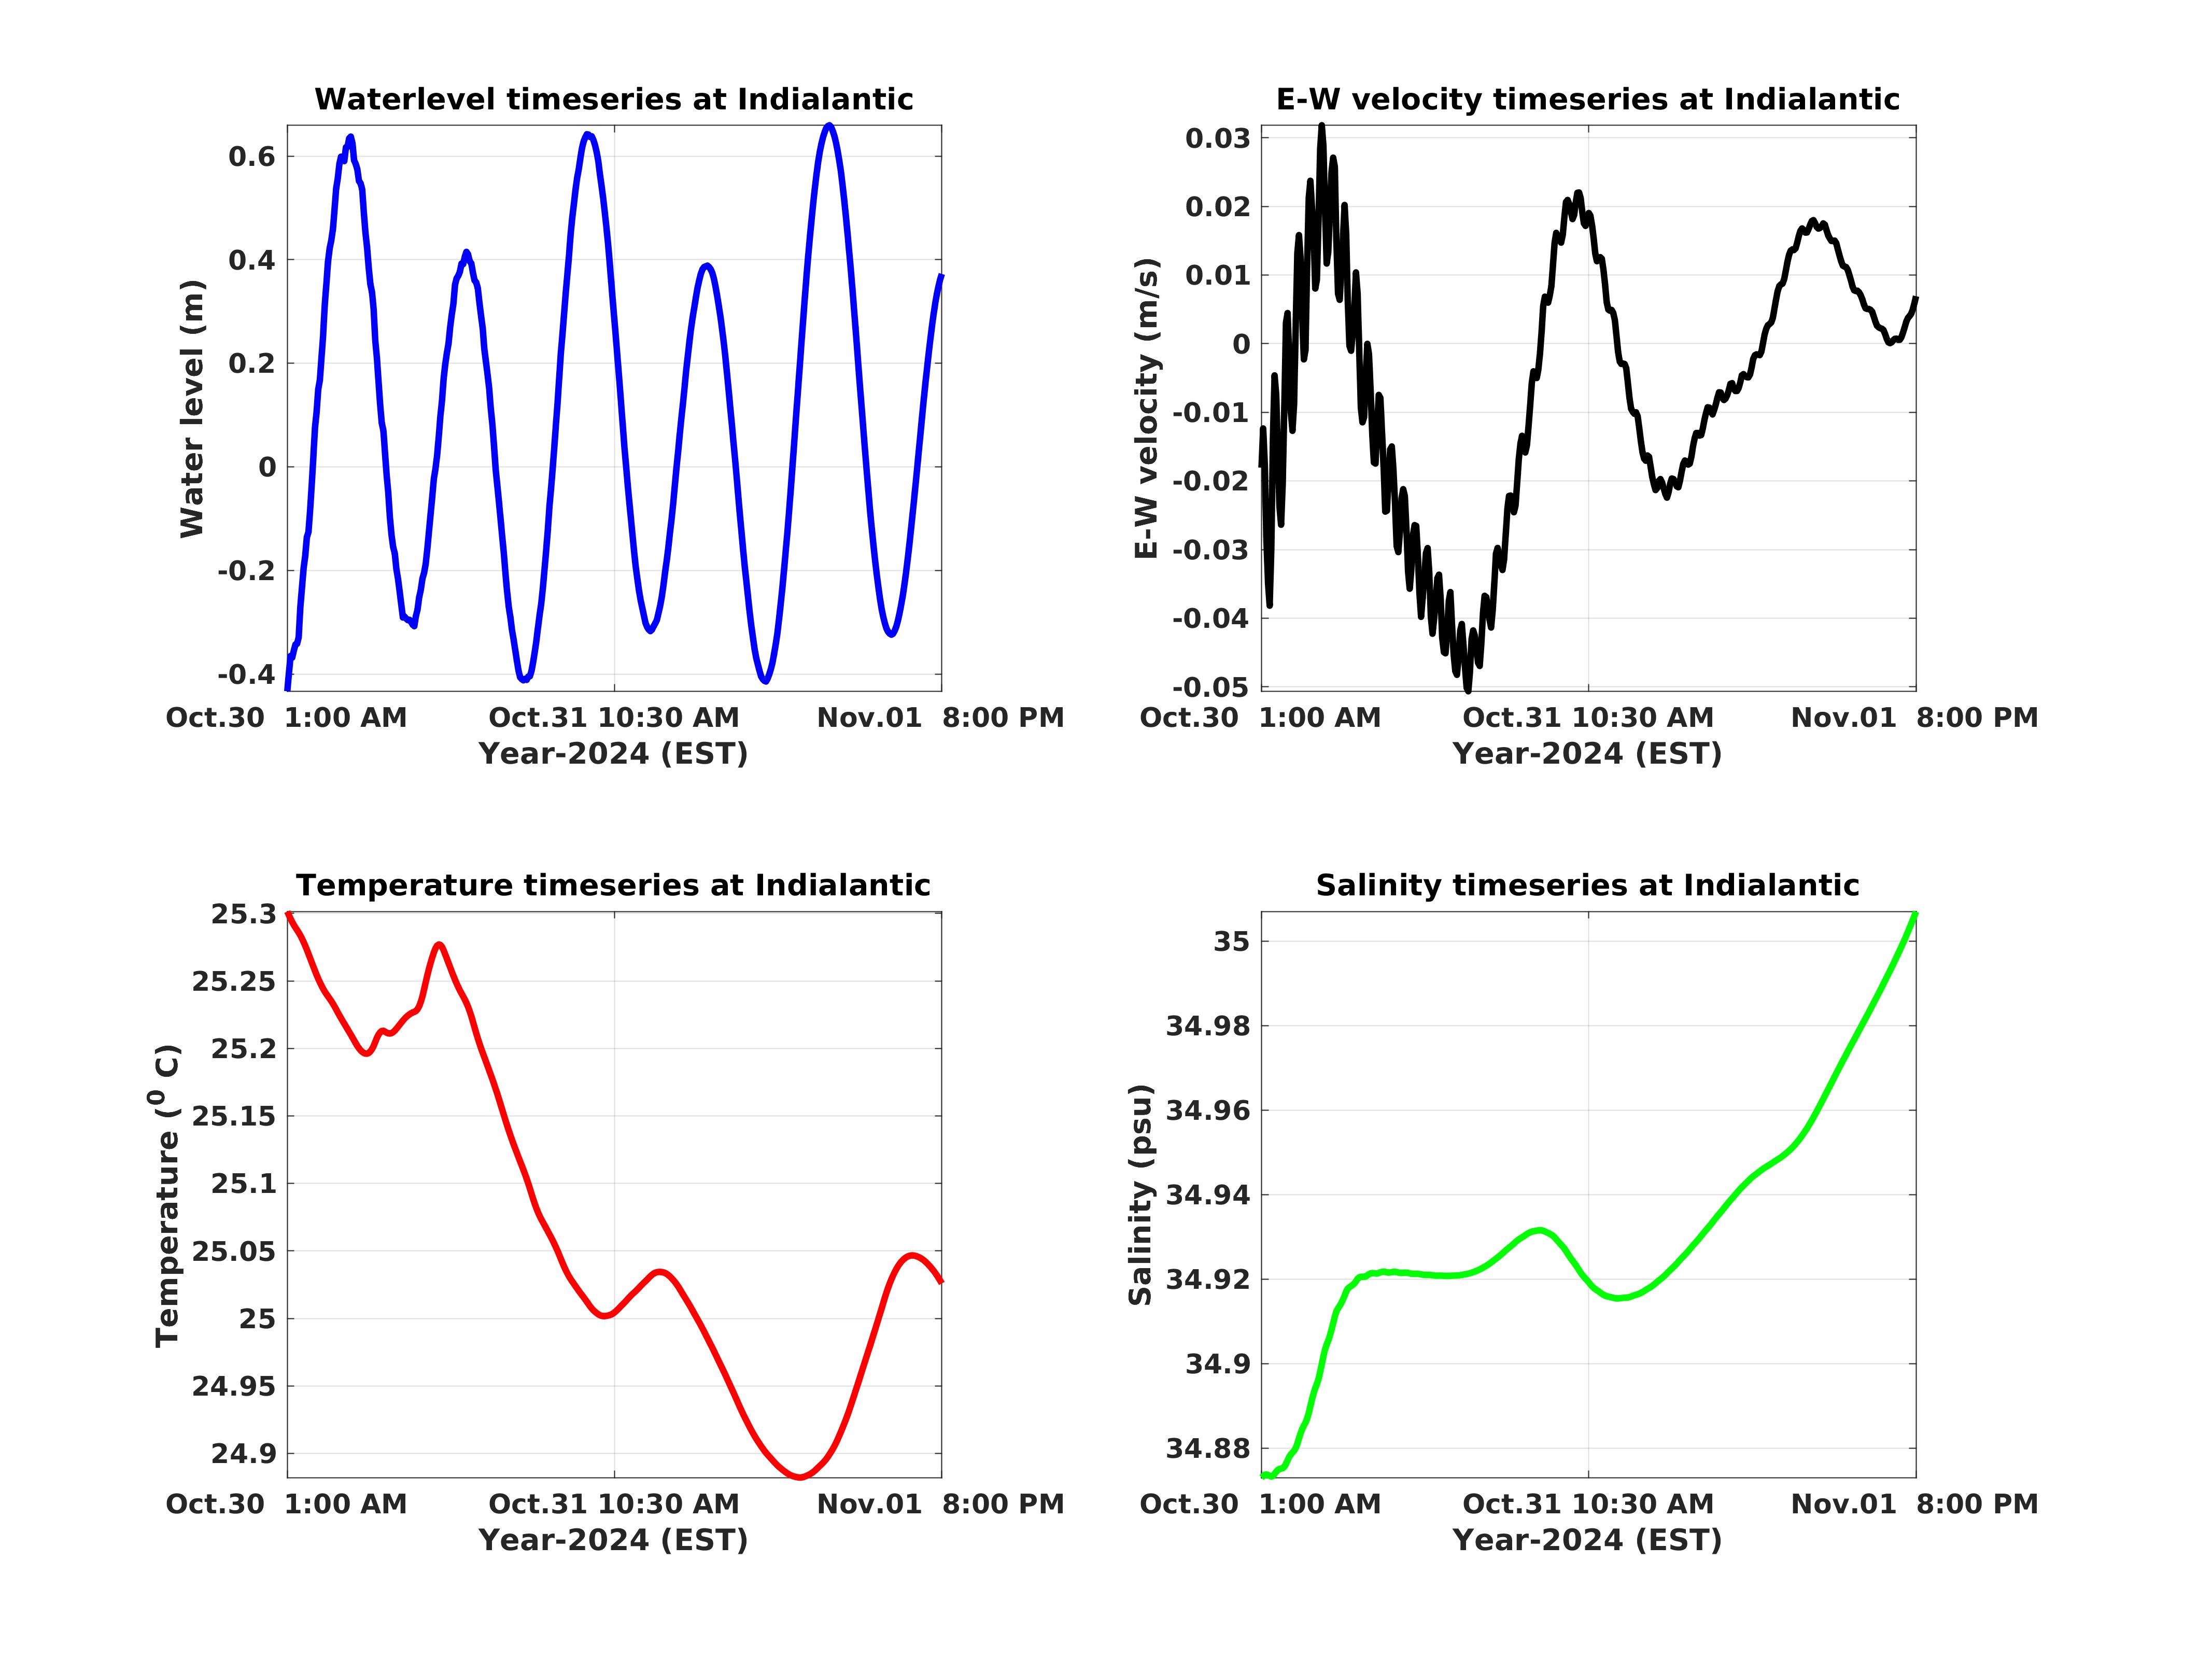 Waterlevel timeseries at Indialantic
0.6
0.4
0.2
0
-0.2
-0.4
Water level (m)
Oct.30 1:00 AM Oct.31 10:30 AM Nov.01 8:00 PM
Year-2024 (EST)
E-W velocity timeseries at Indialantic
0.03
0.02
0.01
0
-0.01
-0.02
-0.03
-0.04
-0.05
E-W velocity (m/s)
Oct.30 1:00 AM Oct.31 10:30 AM Nov.01 8:00 PM
Year-2024 (EST)
Temperature timeseries at Indialantic
25.3
25.25
25.2
25.15
25.1
25.05
25
24.95
24.9
Temperature (⁰ C)
Oct.30 1:00 AM Oct.31 10:30 AM Nov.01 8:00 PM
Year-2024 (EST)
Salinity timeseries at Indialantic
35
34.98
34.96
34.94
34.92
34.9
34.88
Salinity (psu)
Oct.30 1:00 AM Oct.31 10:30 AM Nov.01 8:00 PM
Year-2024 (EST)